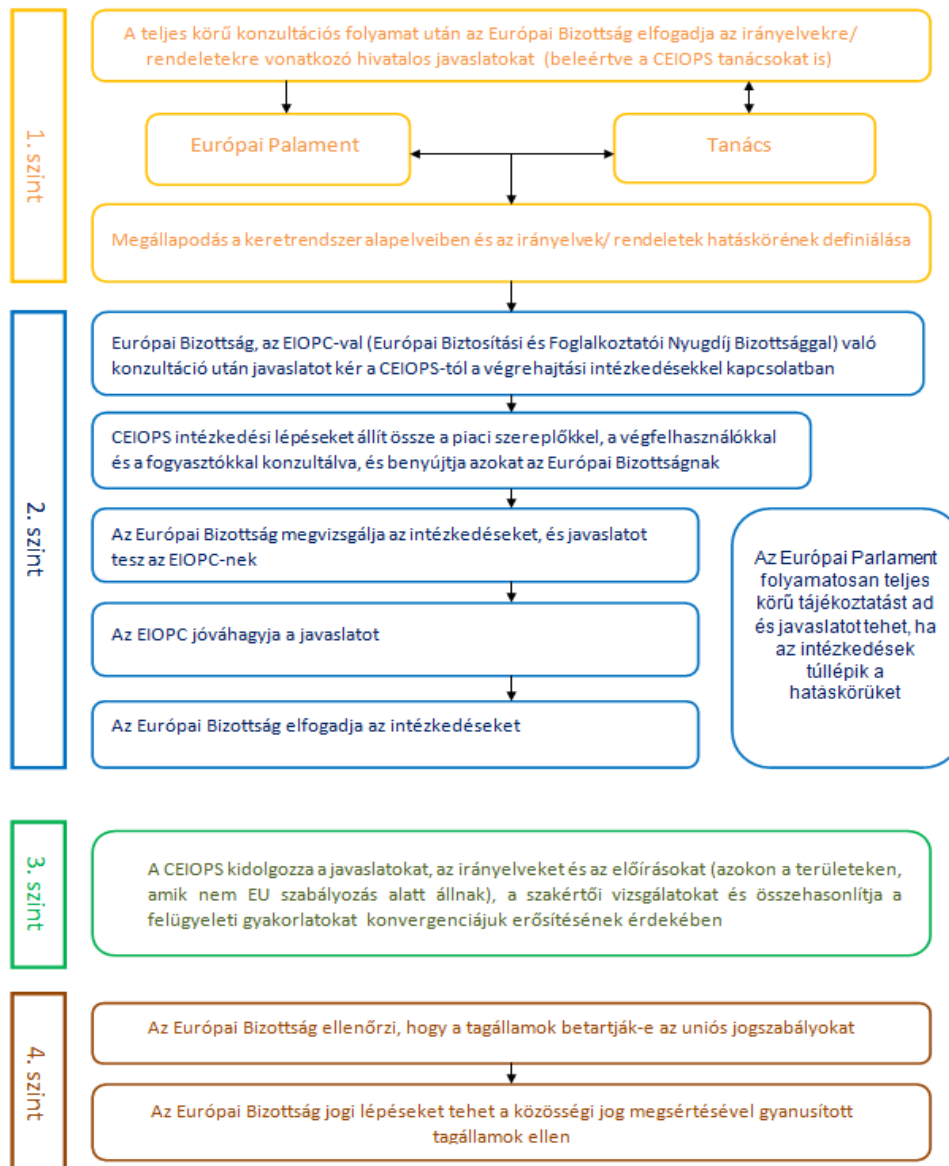 1. szint
A teljes körű konzultációs folyamat után az Európai Bizottság elfogadja az irányelvekre/
rendeletekre vonatkozó hivatalos javaslatokat (beleértve a CEIOPS tanácsokat is)
Európai Palament
Tanács
Megállapodás a keretrendszer alapelveiben és az irányelvek/ rendeletek hatáskörének definiálása
2. szint
Európai Bizottság, az EIOPC-val (Európai Biztosítási és Foglalkoztatói Nyugdíj Bizottsággal) való
konzultáció után javaslatot kér a CEIOPS-tól a végrehajtási intézkedésekkel kapcsolatban
CEIOPS intézkedési lépéseket állít össze a piaci szereplőkkel, a végfelhasználókkal
és a fogyasztókkal konzultálva, és benyújtja azokat az Európai Bizottságnak
Az Európai Bizottság megvizsgálja az intézkedéseket, és javaslatot
tesz az EIOPC-nek
Az EIOPC jóváhagyja a javaslatot
Az Európai Bizottság elfogadja az intézkedéseket
Az Európai Parlament
folyamatosan teljes
körű tájékoztatást ad
és javaslatot tehet, ha
az intézkedések
túllépik a
hatáskörüket
3. szint
A CEIOPS kidolgozza a javaslatokat, az irányelveket és az előírásokat (azokon a területeken,
amik nem EU szabályozás alatt állnak), a szakértői vizsgálatokat és összehasonlítja a
felügyeleti gyakorlatokat konvergenciájuk erősítésének érdekében
4. szint
Az Európai Bizottság ellenőrzi, hogy a tagállamok betartják-e az uniós jogszabályokat
Az Európai Bizottság jogi lépéseket tehet a közösségi jog megsértésével gyanusított
tagállamok ellen